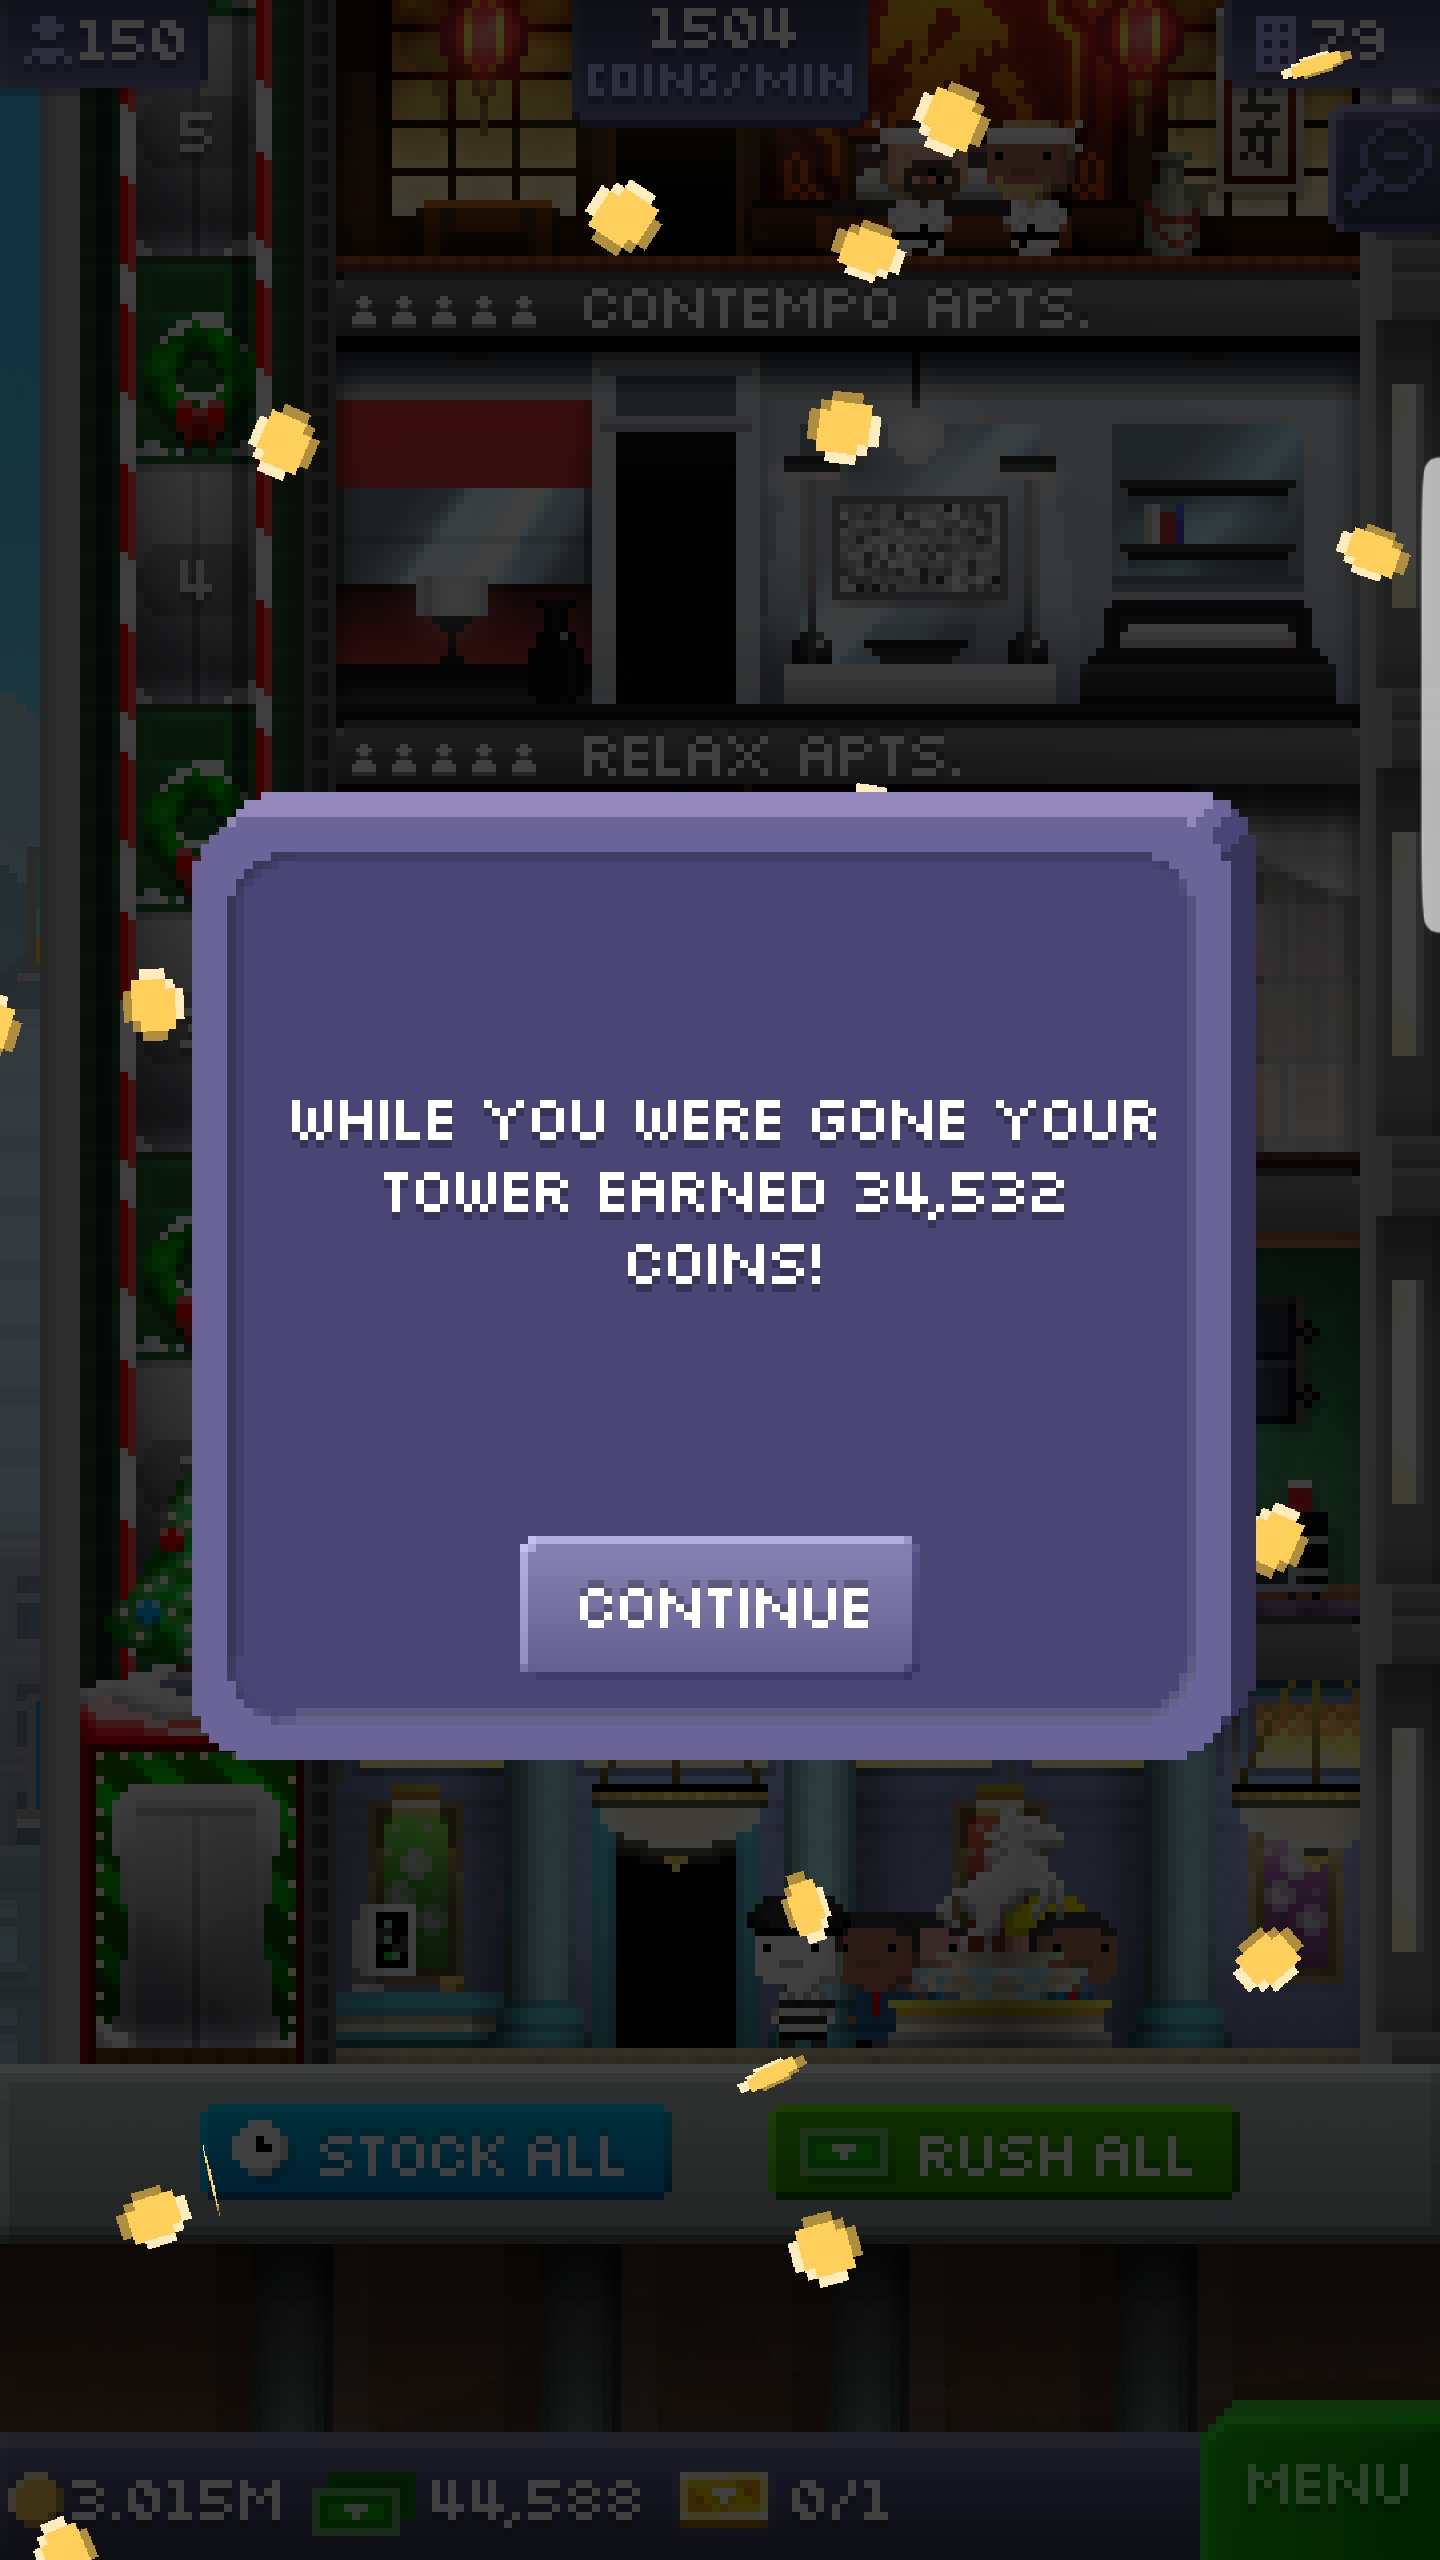 150
1504
COINS/MIN
79
5
CONTEMPO APTS.
4
RELAX APTS.
WHILE YOU WERE GONE YOUR
TOWER EARNED 34,532
COINS!
CONTINUE
STOCK ALL
RUSH ALL
3.015M
44,588
0/1
MENU